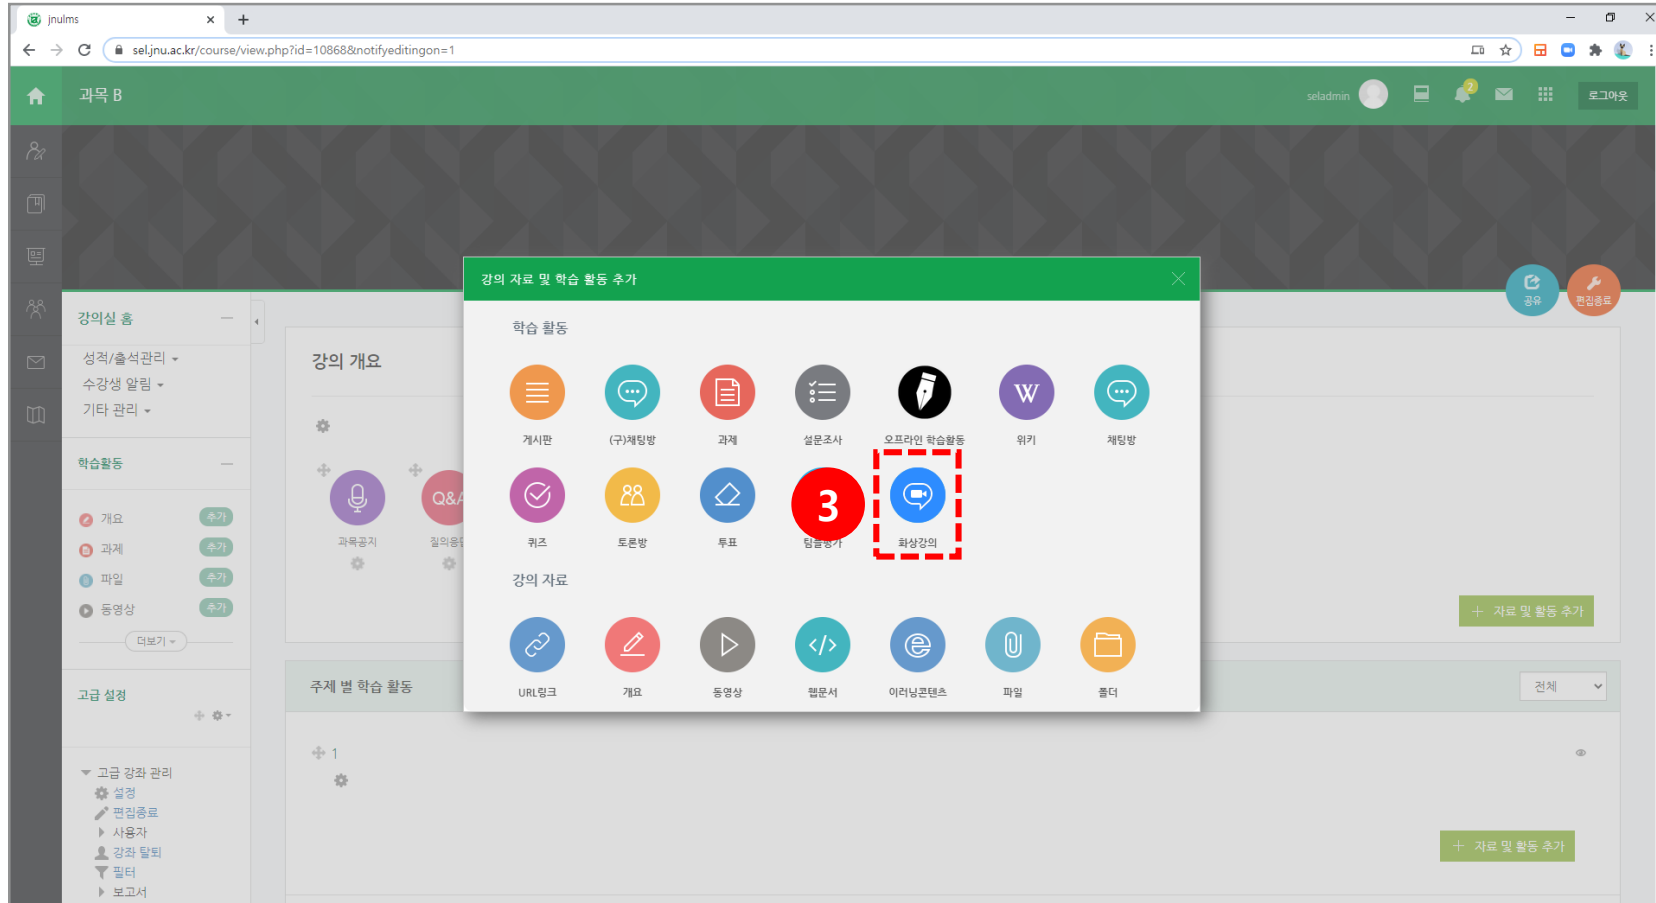 jnulms
sel.jnu.ac.kr/course/view.php?id=10868&notifyeditingon=1
과목 B
seladmin
2
로그아웃
공유
편집종료
강의 자료 및 학습 활동 추가
학습 활동
게시판
(구)채팅방
과제
설문조사
오프라인 학습활동
위키
채팅방
퀴즈
토론방
투표
3
화상강의
강의 자료
URL링크
개요
동영상
웹문서
이러닝콘텐츠
파일
폴더
강의실 홈
성적/출석관리
수강생 알림
기타 관리
학습활동
개요 추가
과제 추가
파일 추가
동영상 추가
더보기
고급 설정
고급 강좌 관리
설정
편집종료
사용자
강좌 탈퇴
필터
보고서
강의 개요
과목공지
Q&A
+ 자료 및 활동 추가
주제 별 학습 활동
전체
1
+ 자료 및 활동 추가